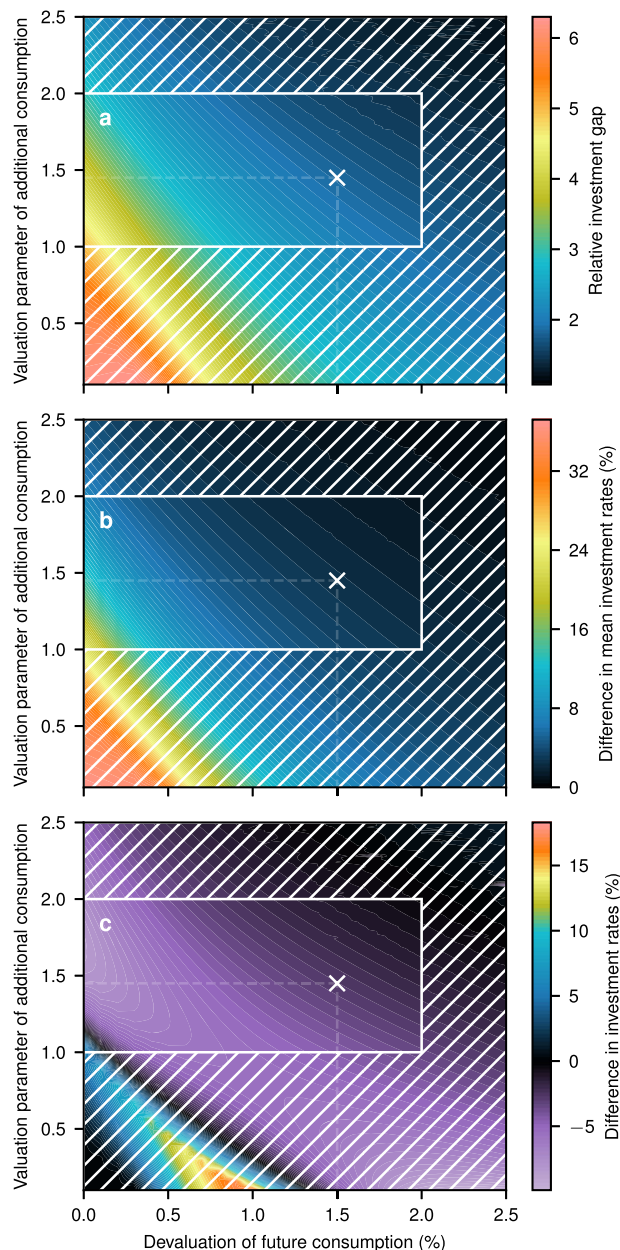 2.5
2.0
1.5
1.0
0.5
Valuation parameter of additional consumption
a
6
5
4
3
2
Relative investment gap
2.5
2.0
1.5
1.0
0.5
Valuation parameter of additional consumption
b
32
24
16
8
0
Difference in mean investment rates (%)
2.5
2.0
1.5
1.0
0.5
Valuation parameter of additional consumption
c
15
10
5
0
−5
Difference in investment rates (%)
0.0 0.5 1.0 1.5 2.0 2.5
Devaluation of future consumption (%)